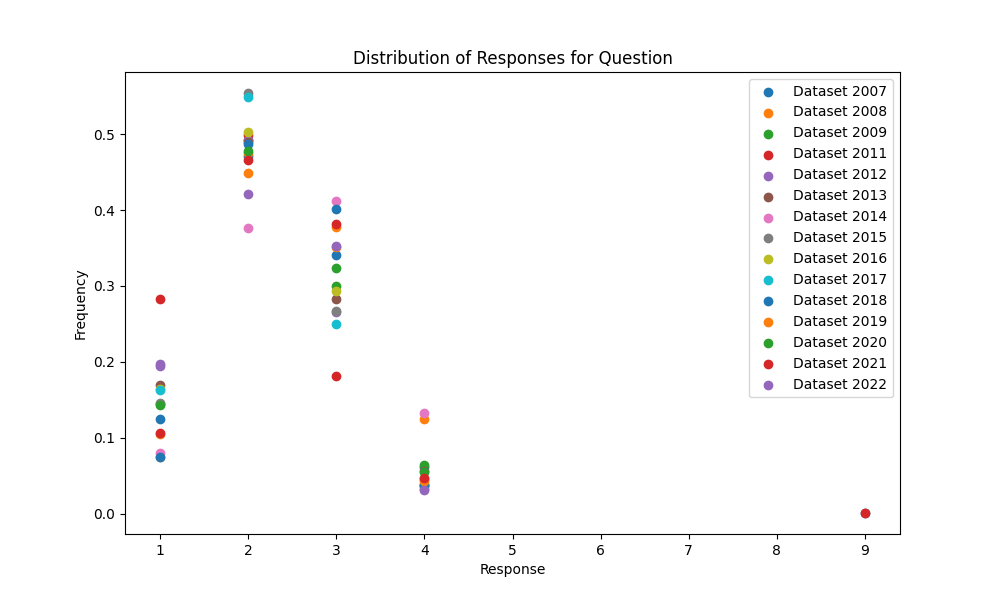 Distribution of Responses for Question
Frequency
0.5
0.4
0.3
0.2
0.1
0.0
1 2 3 4 5 6 7 8 9
Response
Dataset 2007
Dataset 2008
Dataset 2009
Dataset 2011
Dataset 2012
Dataset 2013
Dataset 2014
Dataset 2015
Dataset 2016
Dataset 2017
Dataset 2018
Dataset 2019
Dataset 2020
Dataset 2021
Dataset 2022